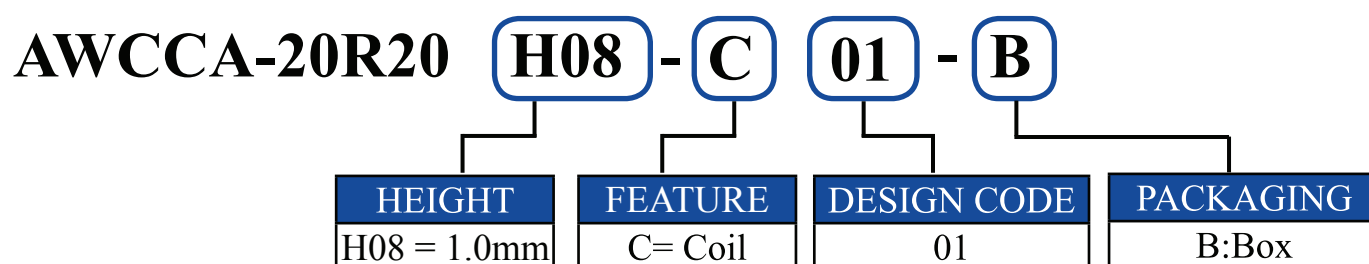 AWCCA-20R20 H08 - C 01 - B
HEIGHT FEATURE DESIGN CODE PACKAGING
H08 = 1.0mm C= Coil 01 B:Box